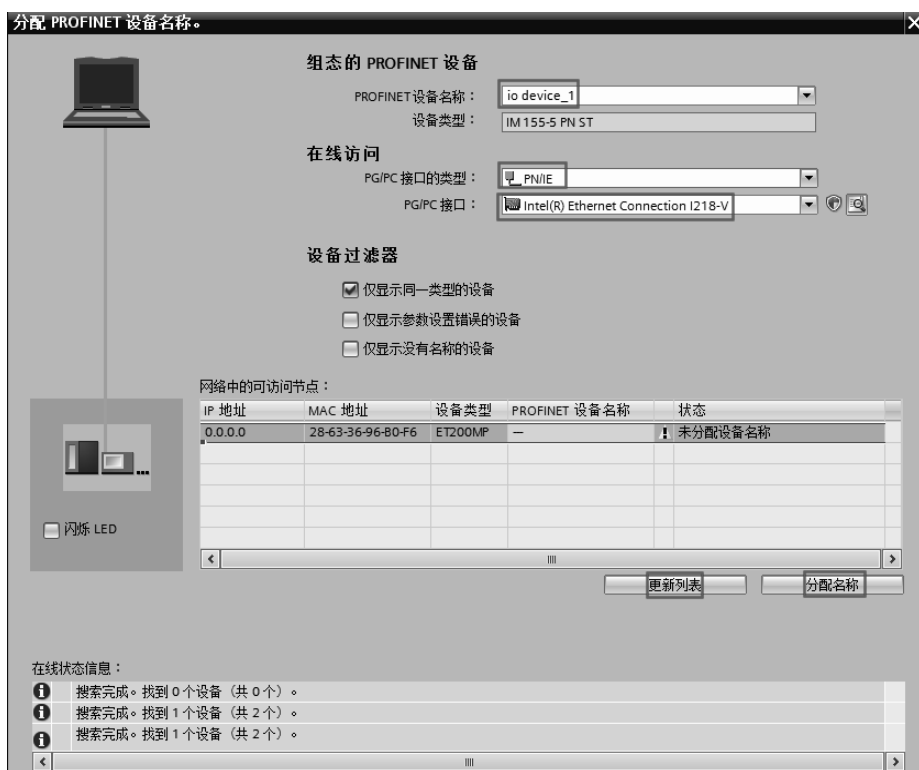 分配 PROFINET 设备名称。
组态的 PROFINET 设备
PROFINET设备名称： io device_1
设备类型： IM 155-5 PN ST
在线访问
PG/PC 接口的类型： PN/IE
PG/PC 接口： Intel(R) Ethernet Connection I218-V
设备过滤器
仅显示同一类型的设备
仅显示参数设置错误的设备
仅显示没有名称的设备
网络中的可访问节点：
IP 地址 MAC 地址 设备类型 PROFINET 设备名称 状态
0.0.0.0 28-63-36-96-B0-F6 ET200MP — 未分配设备名称
闪烁 LED
更新列表 分配名称
在线状态信息：
搜索完成。找到 0 个设备（共 0 个）。
搜索完成。找到 1 个设备（共 2 个）。
搜索完成。找到 1 个设备（共 2 个）。